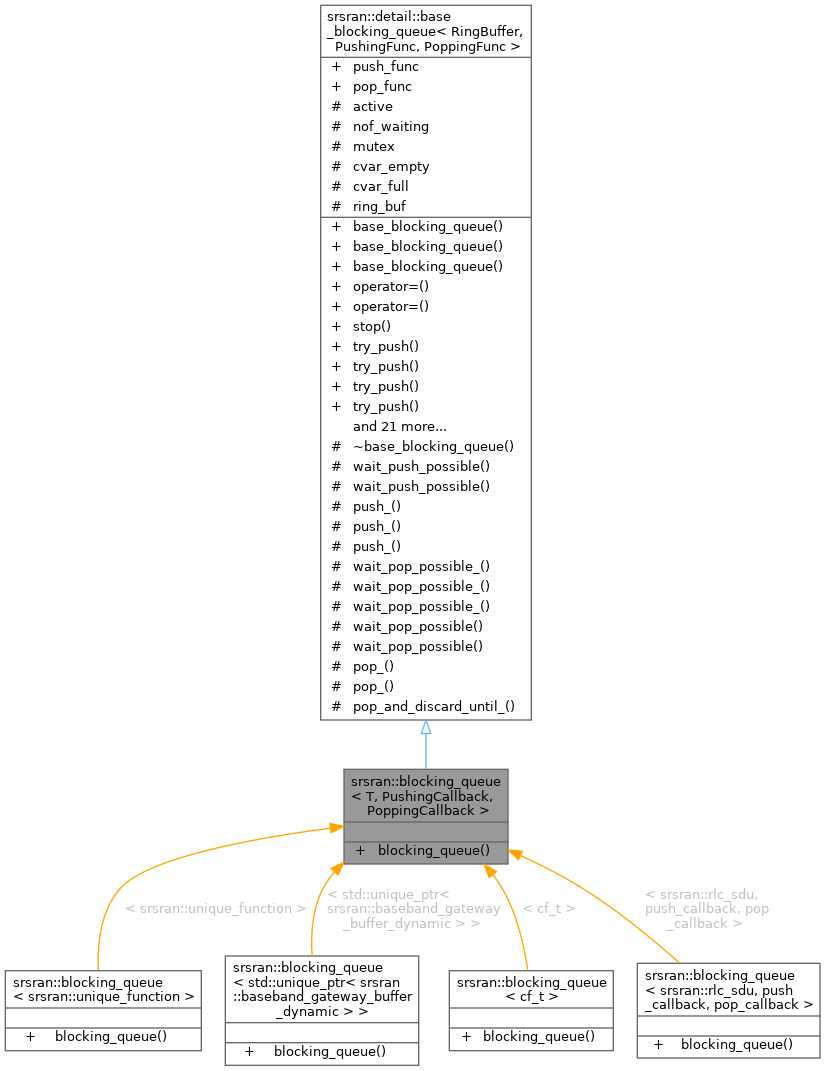 srsran::detail::base
_blocking_queue< RingBuffer,
PushingFunc, PoppingFunc >
+ push_func
+ pop_func
# active
# nof_waiting
# mutex
# cvar_empty
# cvar_full
# ring_buf
+ base_blocking_queue()
+ base_blocking_queue()
+ base_blocking_queue()
+ operator=()
+ operator=()
+ stop()
+ try_push()
+ try_push()
+ try_push()
+ try_push()
and 21 more...
# ~base_blocking_queue()
# wait_push_possible()
# wait_push_possible()
# push_()
# push_()
# push_()
# wait_pop_possible_()
# wait_pop_possible_()
# wait_pop_possible_()
# wait_pop_possible()
# wait_pop_possible()
# pop_()
# pop_()
# pop_and_discard_until_()
srsran::blocking_queue
< T, PushingCallback,
PoppingCallback >
+ blocking_queue()
< srsran::unique_function >
< std::unique_ptr<
srsran::baseband_gateway
_buffer_dynamic > >
< cf_t >
< srsran::rlc_sdu,
push_callback, pop
_callback >
srsran::blocking_queue
< srsran::unique_function >
+ blocking_queue()
srsran::blocking_queue
< std::unique_ptr< srsran
::baseband_gateway_buffer
_dynamic > >
+ blocking_queue()
srsran::blocking_queue
< cf_t >
+ blocking_queue()
srsran::blocking_queue
< srsran::rlc_sdu, push
_callback, pop_callback >
+ blocking_queue()